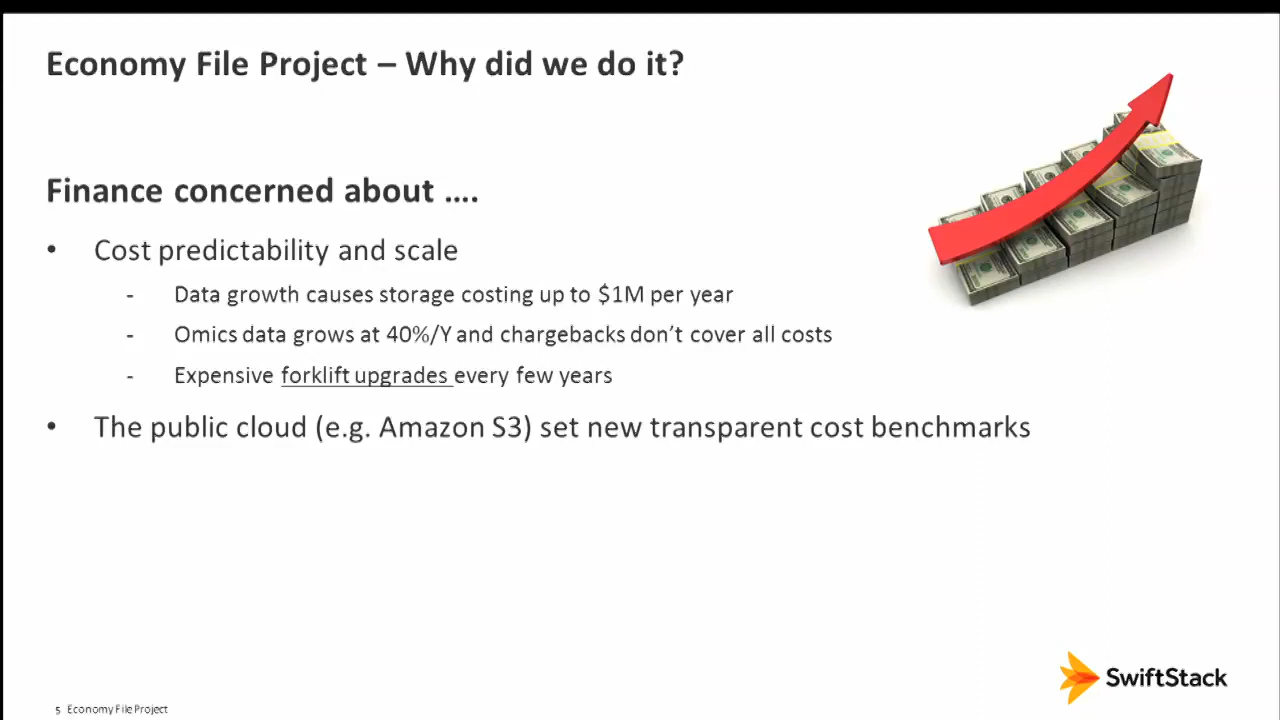 Economy File Project – Why did we do it?
Finance concerned about ....
• Cost predictability and scale
- Data growth causes storage costing up to $1M per year
- Omics data grows at 40%/Y and chargebacks don’t cover all costs
- Expensive forklift upgrades every few years
• The public cloud (e.g. Amazon S3) set new transparent cost benchmarks
SwiftStack
5 Economy File Project